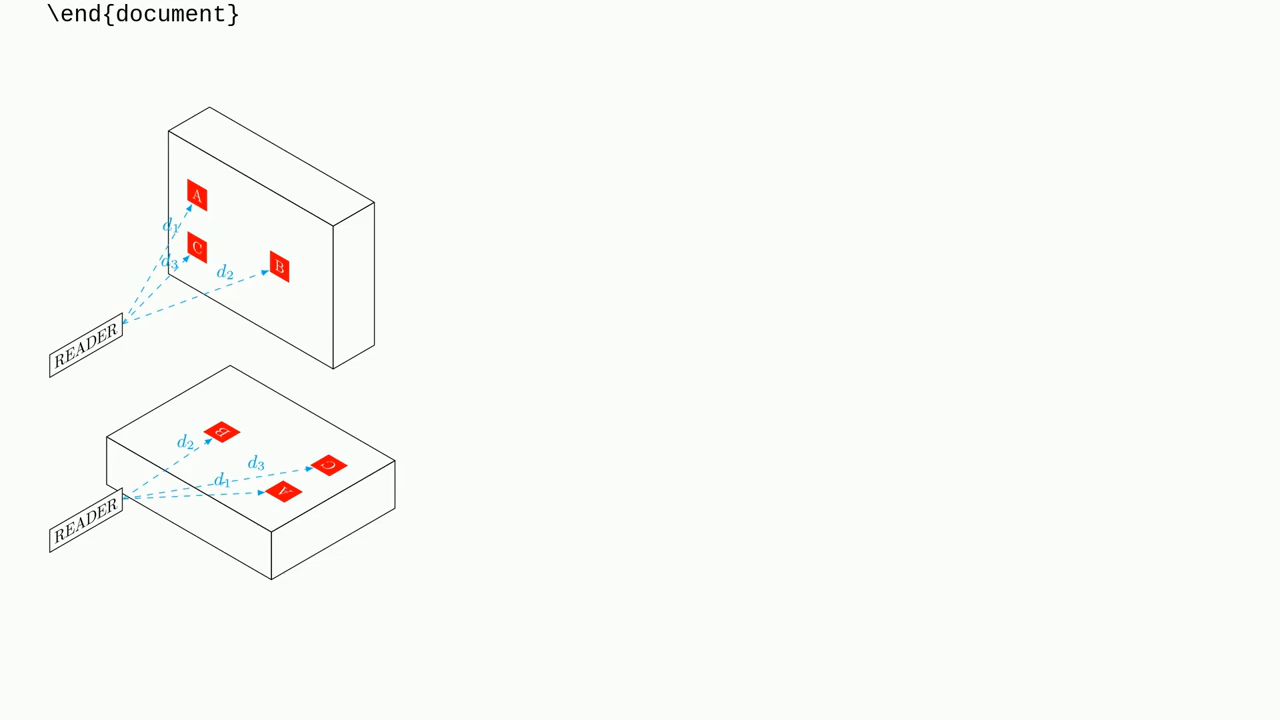 \end{document}
A
d1
C
d3
d2
B
READER
B
d2
d3
C
d1
A
READER